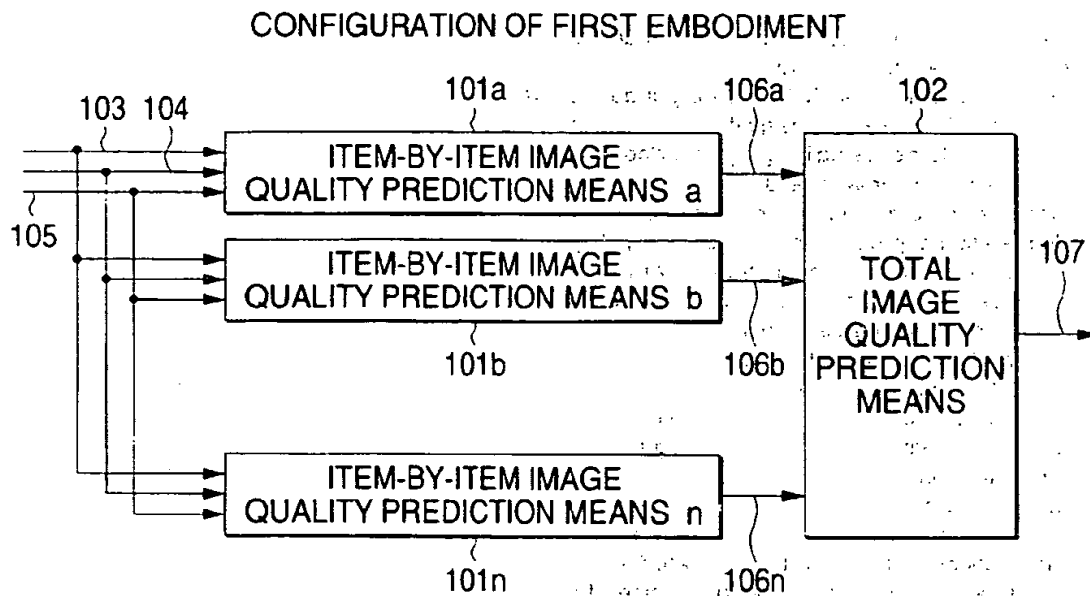 CONFIGURATION OF FIRST EMBODIMENT
103
104
105
101a
ITEM-BY-ITEM IMAGE
QUALITY PREDICTION MEANS a
106a
102
ITEM-BY-ITEM IMAGE
QUALITY PREDICTION MEANS b
101b
106b
TOTAL
IMAGE
QUALITY
PREDICTION
MEANS
107
ITEM-BY-ITEM IMAGE
QUALITY PREDICTION MEANS n
101n
106n